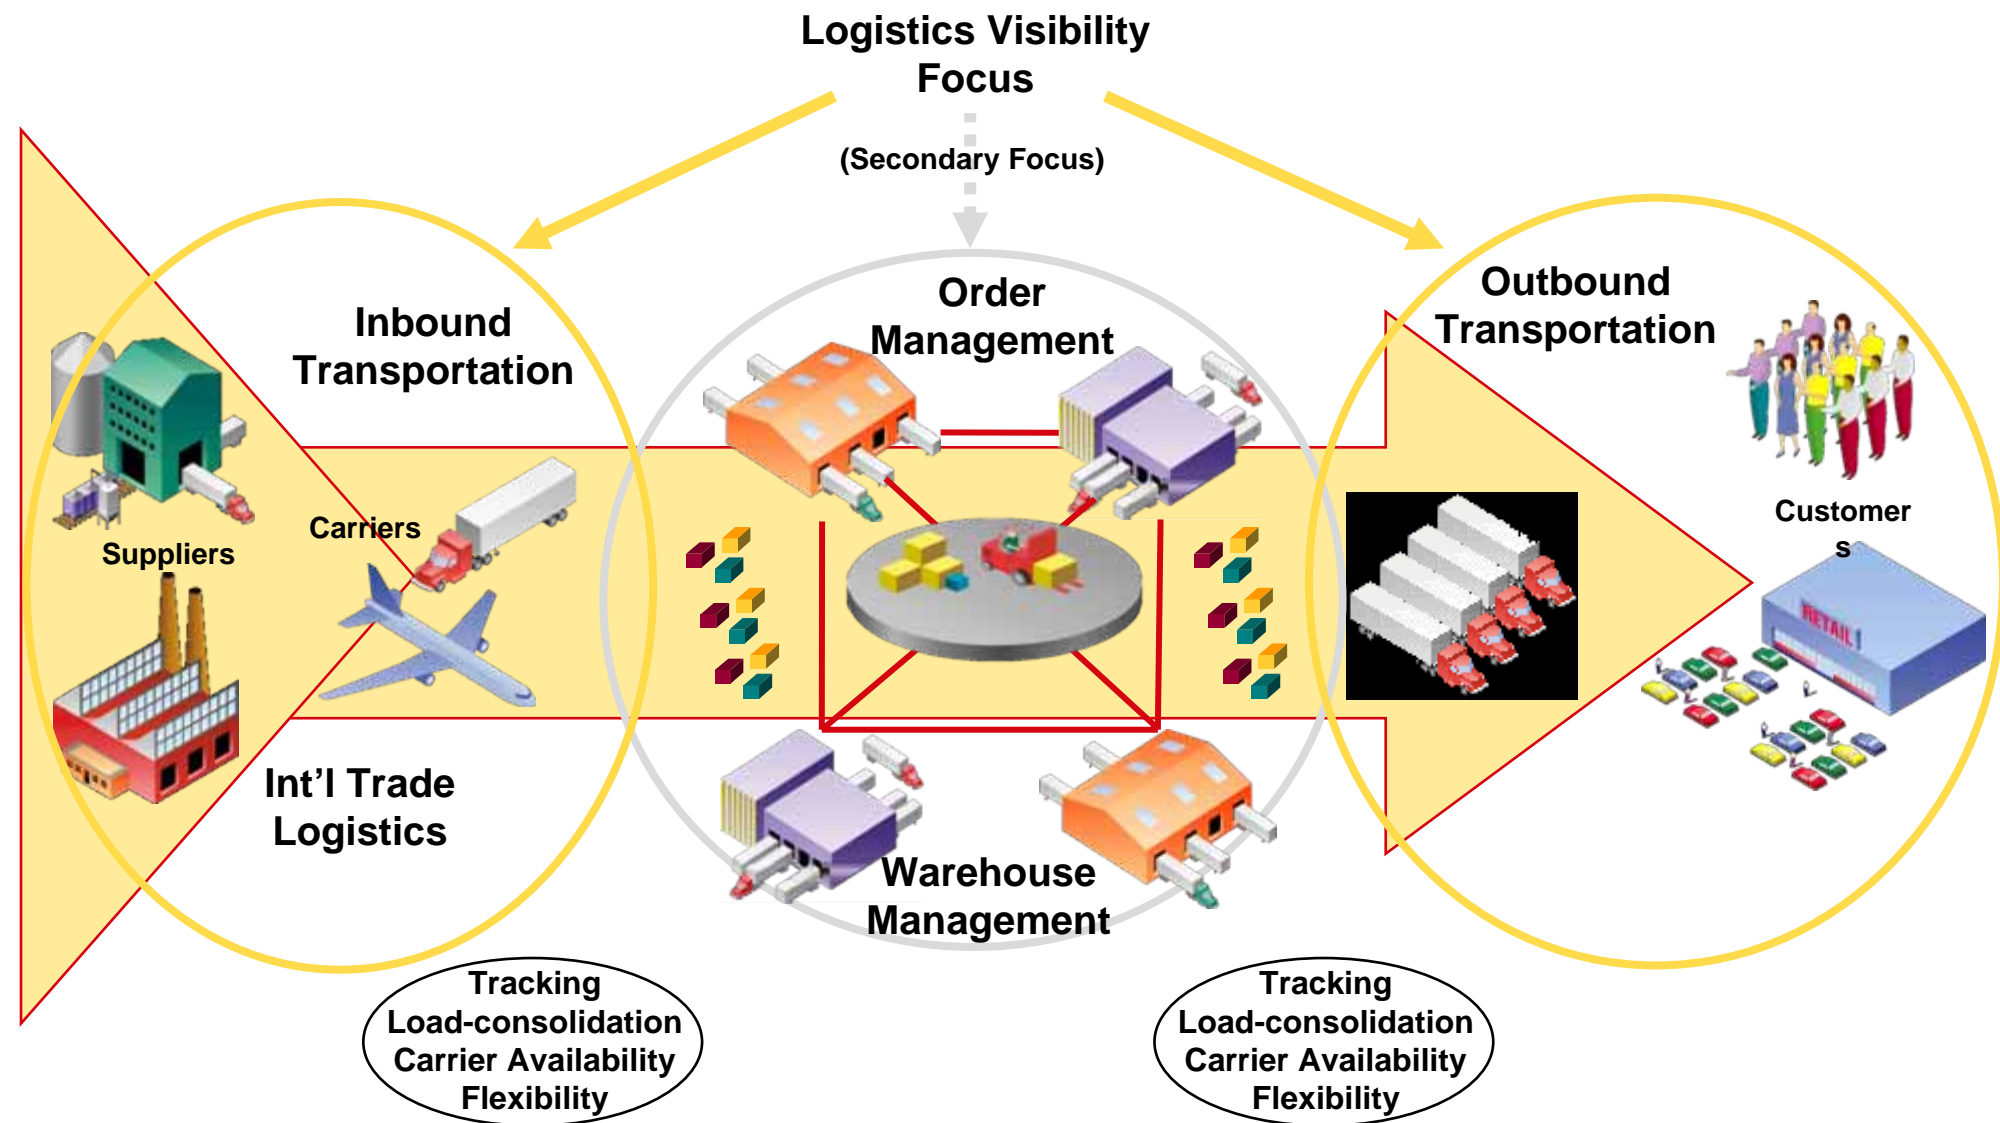 Logistics Visibility
Focus
(Secondary Focus)
Inbound
Transportation
Order
Management
Outbound
Transportation
Suppliers
Carriers
Customer
s
RETAIL
Int’l Trade
Logistics
Warehouse
Management
Tracking
Load-consolidation
Carrier Availability
Flexibility
Tracking
Load-consolidation
Carrier Availability
Flexibility